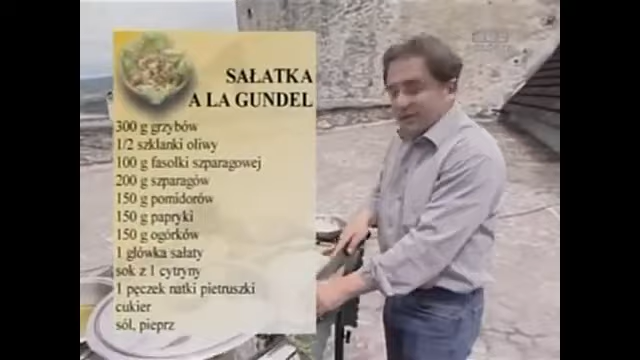 SAŁATKA
A LA GUNDEL
300 g grzybów
1/2 szklanki oliwy
100 g fasolki szparagowej
200 g szparagów
150 g pomidorów
150 g papryki
150 g ogórków
1 główka sałaty
sok z 1 cytryny
1 pęczek natki pietruszki
cukier
sól, pieprz